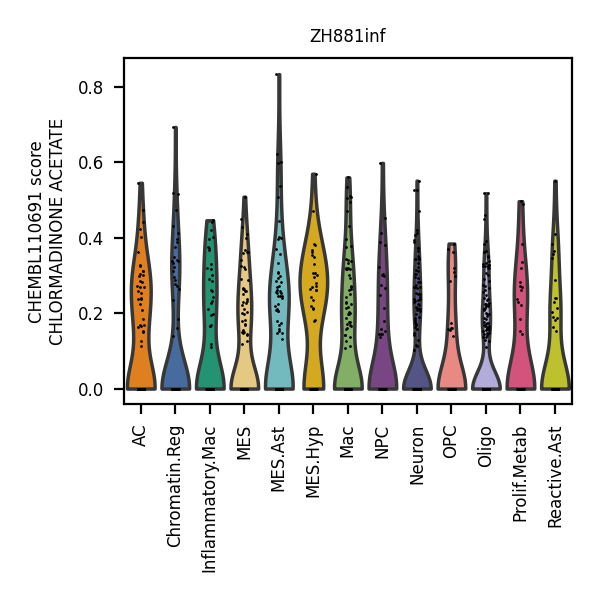 ZH881inf
CHEMBL110691 score
CHLORMADINONE ACETATE
0.8
0.6
0.4
0.2
0.0
AC
Chromatin.Reg
Inflammatory.Mac
MES
MES.Ast
MES.Hyp
Mac
NPC
Neuron
OPC
Oligo
Prolif.Metab
Reactive.Ast